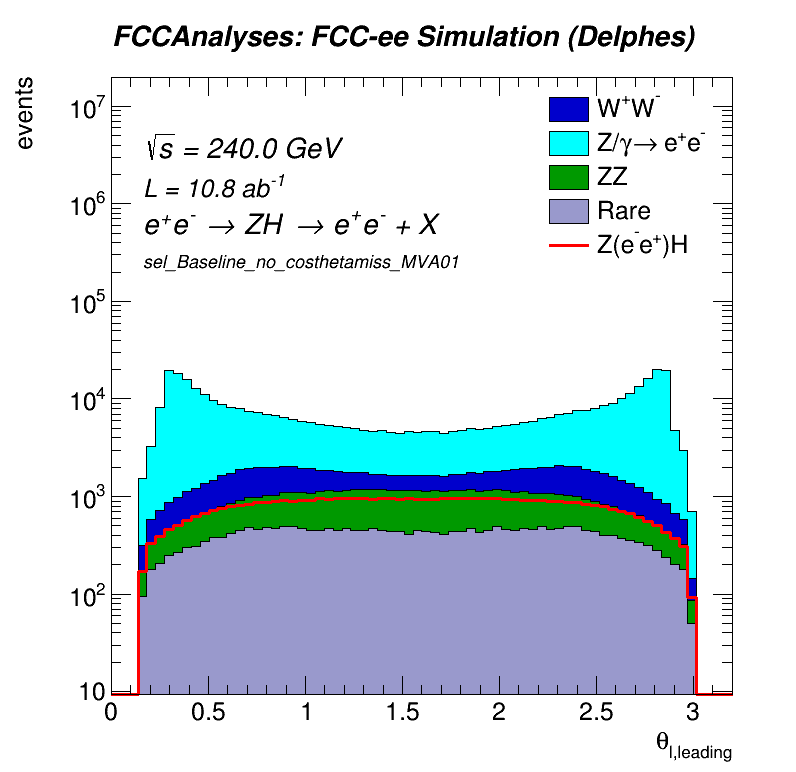 FCCAnalyses: FCC-ee Simulation (Delphes)
events
10⁷
10⁶
10⁵
10⁴
10³
10²
10
√s = 240.0 GeV
L = 10.8 ab⁻¹
e⁺e⁻ → ZH → e⁺e⁻ + X
sel_Baseline_no_costhetamiss_MVA01
W⁺W⁻
Z/γ→ e⁺e⁻
ZZ
Rare
Z(e⁻e⁺)H
0 0.5 1 1.5 2 2.5 3
θ_l,leading